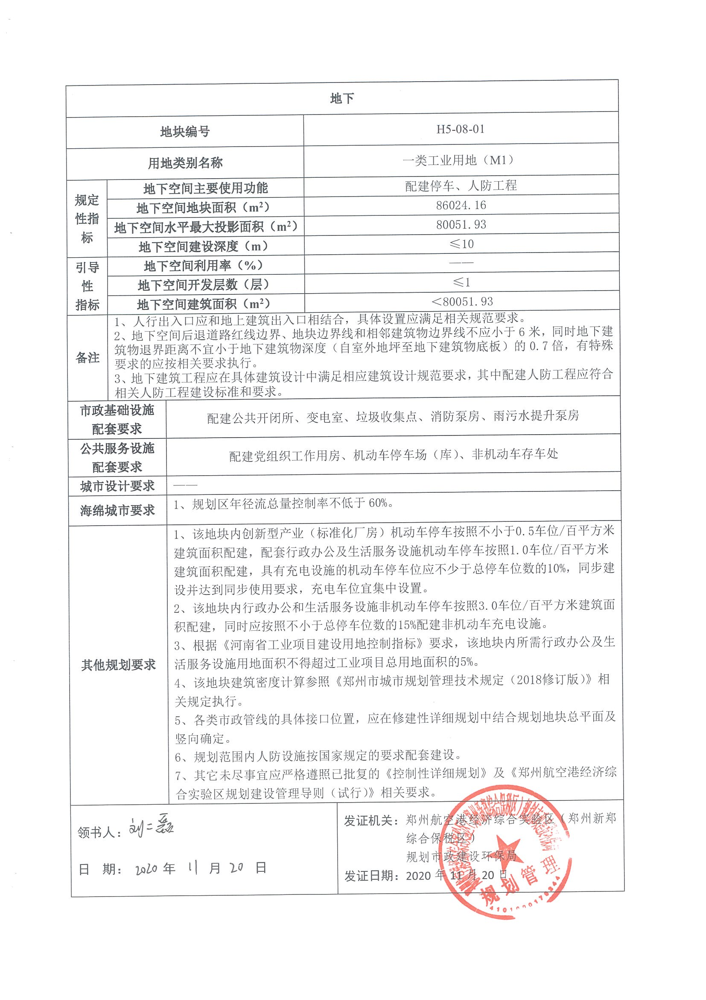 地下
地块编号 H5-08-01
用地类别名称 一类工业用地（M1）
规定
性指
标
地下空间主要使用功能 配建停车、人防工程
地下空间地块面积（m²） 86024.16
地下空间水平最大投影面积（m²） 80051.93
地下空间建设深度（m） ≤10
引导
性
指标
地下空间利用率（%） ——
地下空间开发层数（层） ≤1
地下空间建筑面积（m²） <80051.93
备注
1、人行出入口应和地上建筑出入口相结合，具体设置应满足相关规范要求。
2、地下空间后退道路红线边界、地块边界线和相邻建筑物边界线不应小于 6 米，同时地下建
筑物退界距离不宜小于地下建筑物深度（自室外地坪至地下建筑物底板）的 0.7 倍，有特殊
要求的应按相关要求执行。
3、地下建筑工程应在具体建筑设计中满足相应建筑设计规范要求，其中配建人防工程应符合
相关人防工程建设标准和要求。
市政基础设施
配套要求
配建公共开闭所、变电室、垃圾收集点、消防泵房、雨污水提升泵房
公共服务设施
配套要求
配建党组织工作用房、机动车停车场（库）、非机动车存车处
城市设计要求 ——
海绵城市要求 1、规划区年径流总量控制率不低于 60%。
其他规划要求
1、该地块内创新型产业（标准化厂房）机动车停车按照不小于0.5车位/百平方米
建筑面积配建，配套行政办公及生活服务设施机动车停车按照1.0车位/百平方米
建筑面积配建，具有充电设施的机动车停车位应不少于总停车位数的10%，同步建
设并达到同步使用要求，充电车位宜集中设置。
2、该地块内行政办公和生活服务设施非机动车停车按照3.0车位/百平方米建筑面
积配建，同时应按照不小于总停车位数的15%配建非机动车充电设施。
3、根据《河南省工业项目建设用地控制指标》要求，该地块内所需行政办公及生
活服务设施用地面积不得超过工业项目总用地面积的5%。
4、该地块建筑密度计算参照《郑州市城市规划管理技术规定（2018修订版）》相
关规定执行。
5、各类市政管线的具体接口位置，应在修建性详细规划中结合规划地块总平面及
竖向确定。
6、规划范围内人防设施按国家规定的要求配套建设。
7、其它未尽事宜应严格遵照已批复的《控制性详细规划》及《郑州航空港经济综
合实验区规划建设管理导则（试行）》相关要求。
领书人：刘二磊
日 期：2020 年 11 月 20 日
发证机关：郑州航空港经济综合实验区（郑州新郑
综合保税区）
规划市政建设环保局
发证日期：2020 年 11 月 20 日
规划管理